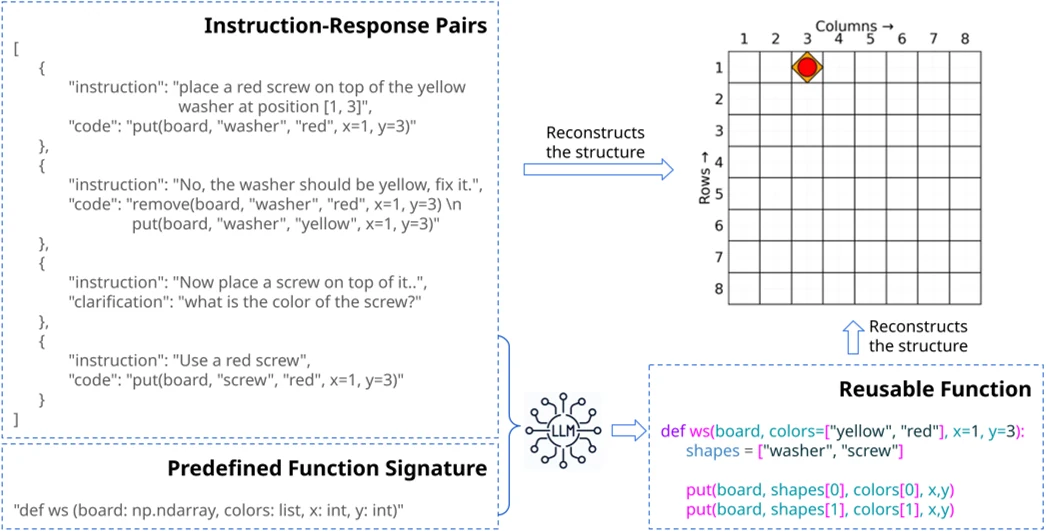 Instruction-Response Pairs
[
{
"instruction": "place a red screw on top of the yellow
washer at position [1, 3]",
"code": "put(board, "washer", "red", x=1, y=3)"
},
{
"instruction": "No, the washer should be yellow, fix it.",
"code": "remove(board, "washer", "red", x=1, y=3) \n
put(board, "washer", "yellow", x=1, y=3)"
},
{
"instruction": "Now place a screw on top of it..",
"clarification": "what is the color of the screw?"
},
{
"instruction": "Use a red screw",
"code": "put(board, "screw", "red", x=1, y=3)"
}
]
Predefined Function Signature
"def ws (board: np.ndarray, colors: list, x: int, y: int)"
Reconstructs
the structure
Columns →
1 2 3 4 5 6 7 8
Rows →
1
2
3
4
5
6
7
8
Reconstructs
the structure
LLM
Reusable Function
def ws(board, colors=["yellow", "red"], x=1, y=3):
shapes = ["washer", "screw"]
put(board, shapes[0], colors[0], x,y)
put(board, shapes[1], colors[1], x,y)